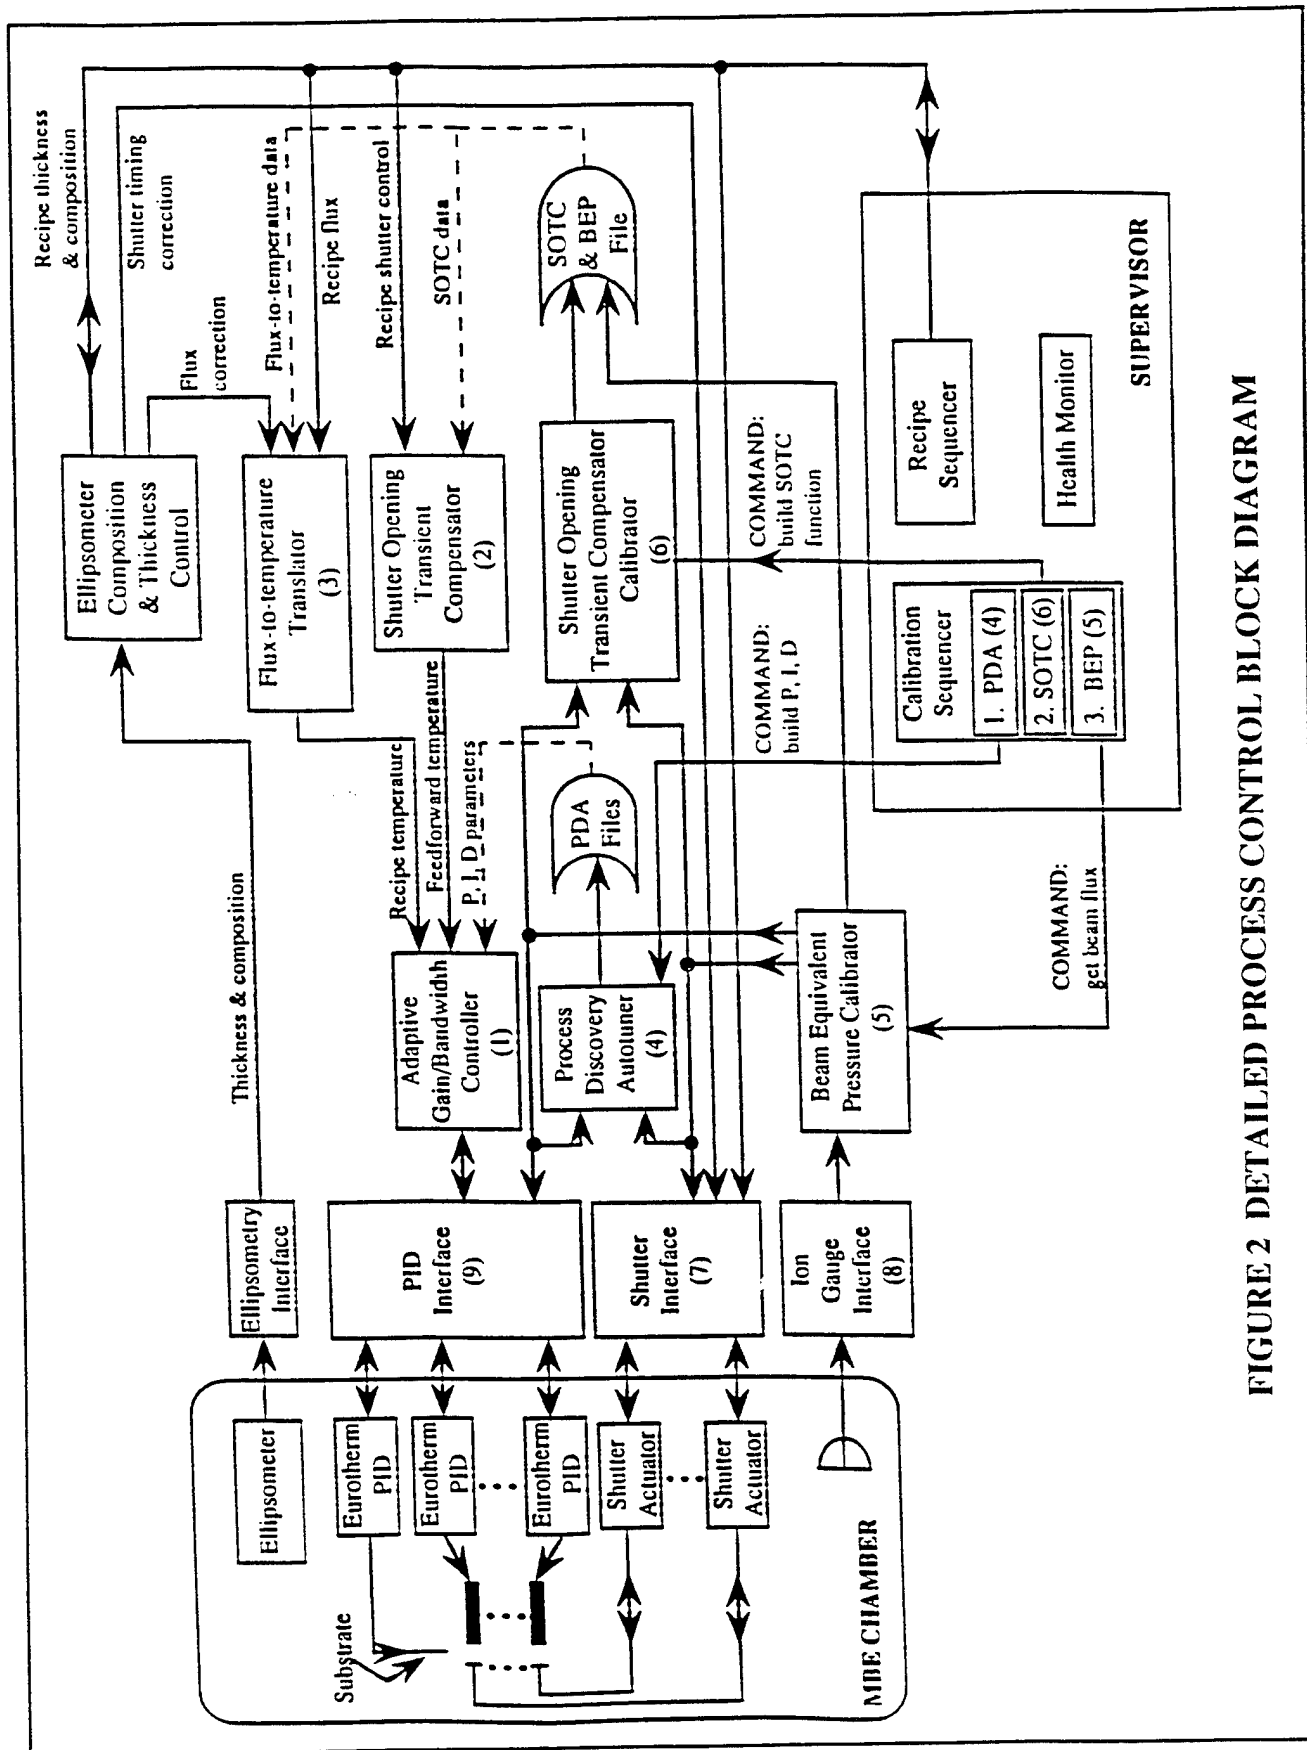 Recipe thickness
& composition
Shutter timing
correction
Flux
correction
Flux-to-temperature data
Recipe flux
Recipe shutter control
SOTC data
Ellipsometer
Composition
& Thickness
Control
Flux-to-temperature
Translator
(3)
Shutter Opening
Transient
Compensator
(2)
Shutter Opening
Transient Compensator
Calibrator
(6)
SOTC
& BEP
File
Thickness & composition
Recipe temperature
Feedforward temperature
P, I, D parameters
Adaptive
Gain/Bandwidth
Controller
(1)
PDA
Files
Process
Discovery
Autotuner
(4)
COMMAND:
build P, I, D
COMMAND:
build SOTC
function
Beam Equivalent
Pressure Calibrator
(5)
COMMAND:
get beam flux
Recipe
Sequencer
Health Monitor
Calibration
Sequencer
1. PDA (4)
2. SOTC (6)
3. BEP (5)
SUPERVISOR
Ellipsometry
Interface
PID
Interface
(9)
Shutter
Interface
(7)
Ion
Gauge
Interface
(8)
Ellipsometer
Eurotherm
PID
Eurotherm
PID
Eurotherm
PID
Shutter
Actuator
Shutter
Actuator
Substrate
MBE CHAMBER
FIGURE 2 DETAILED PROCESS CONTROL BLOCK DIAGRAM